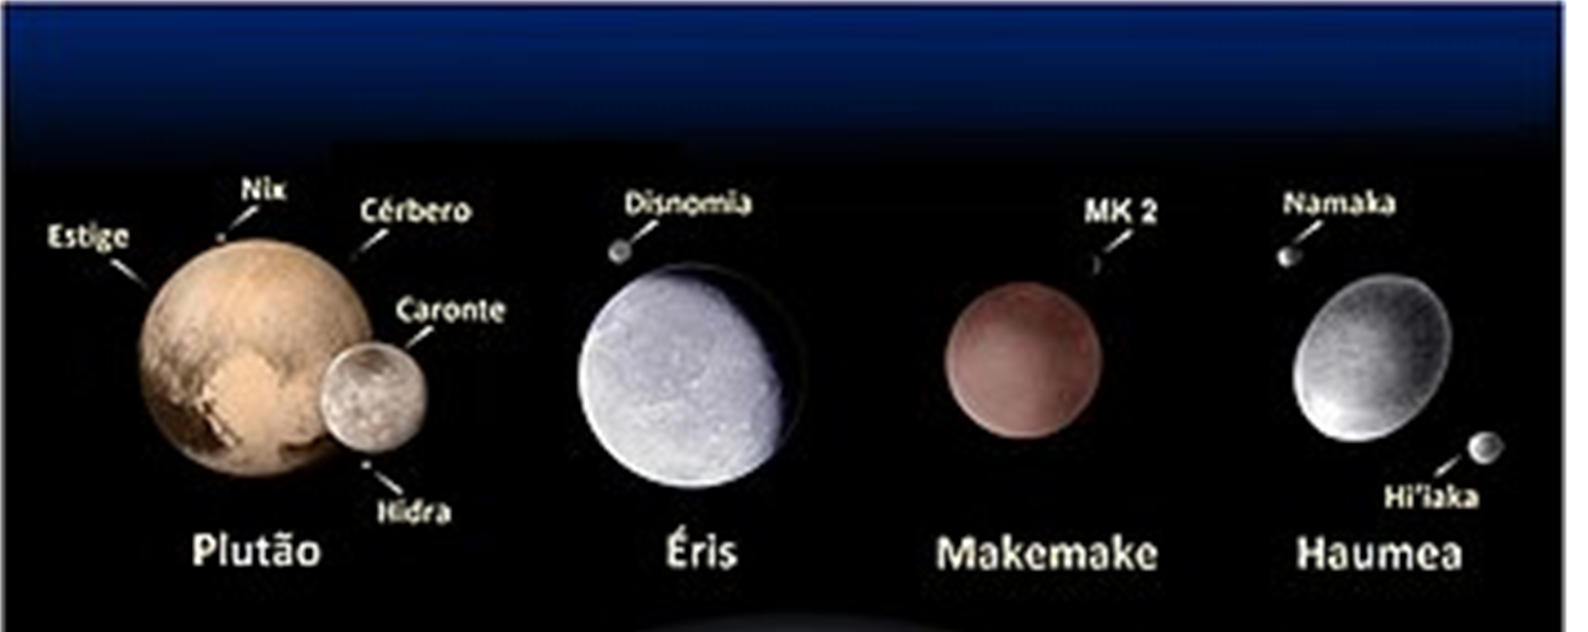 Nix
Estige
Cérbero
Caronte
Hidra
Plutão
Disnomia
Éris
MK 2
Makemake
Namaka
Hi'iaka
Haumea